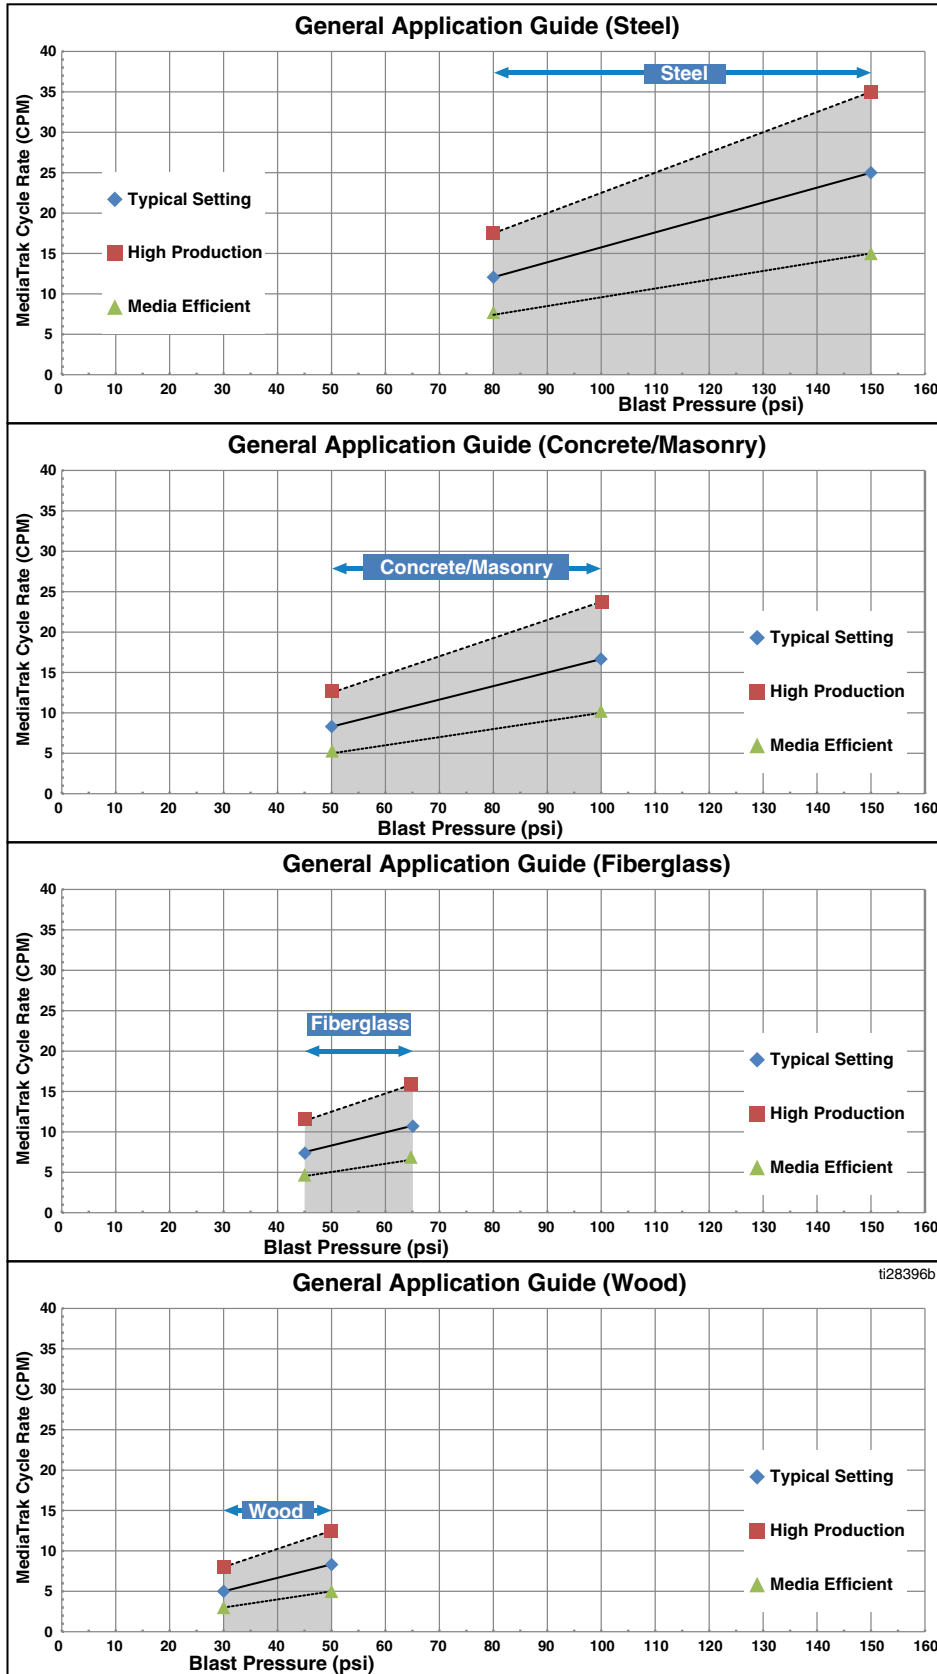 General Application Guide (Steel)
MediaTrak Cycle Rate (CPM)
40
35
30
25
20
15
10
5
0
Steel
Typical Setting
High Production
Media Efficient
0 10 20 30 40 50 60 70 80 90 100 110 120 130 140 150 160
Blast Pressure (psi)
General Application Guide (Concrete/Masonry)
MediaTrak Cycle Rate (CPM)
40
35
30
25
20
15
10
5
0
Concrete/Masonry
Typical Setting
High Production
Media Efficient
0 10 20 30 40 50 60 70 80 90 100 110 120 130 140 150 160
Blast Pressure (psi)
General Application Guide (Fiberglass)
MediaTrak Cycle Rate (CPM)
40
35
30
25
20
15
10
5
0
Fiberglass
Typical Setting
High Production
Media Efficient
0 10 20 30 40 50 60 70 80 90 100 110 120 130 140 150 160
Blast Pressure (psi)
ti28396b
General Application Guide (Wood)
MediaTrak Cycle Rate (CPM)
40
35
30
25
20
15
10
5
0
Wood
Typical Setting
High Production
Media Efficient
0 10 20 30 40 50 60 70 80 90 100 110 120 130 140 150 160
Blast Pressure (psi)